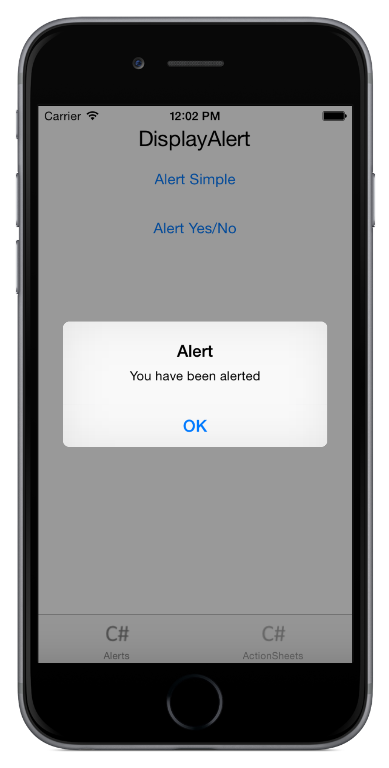 Carrier 12:02 PM
DisplayAlert
Alert Simple
Alert Yes/No
Alert
You have been alerted
OK
C# C#
Alerts ActionSheets